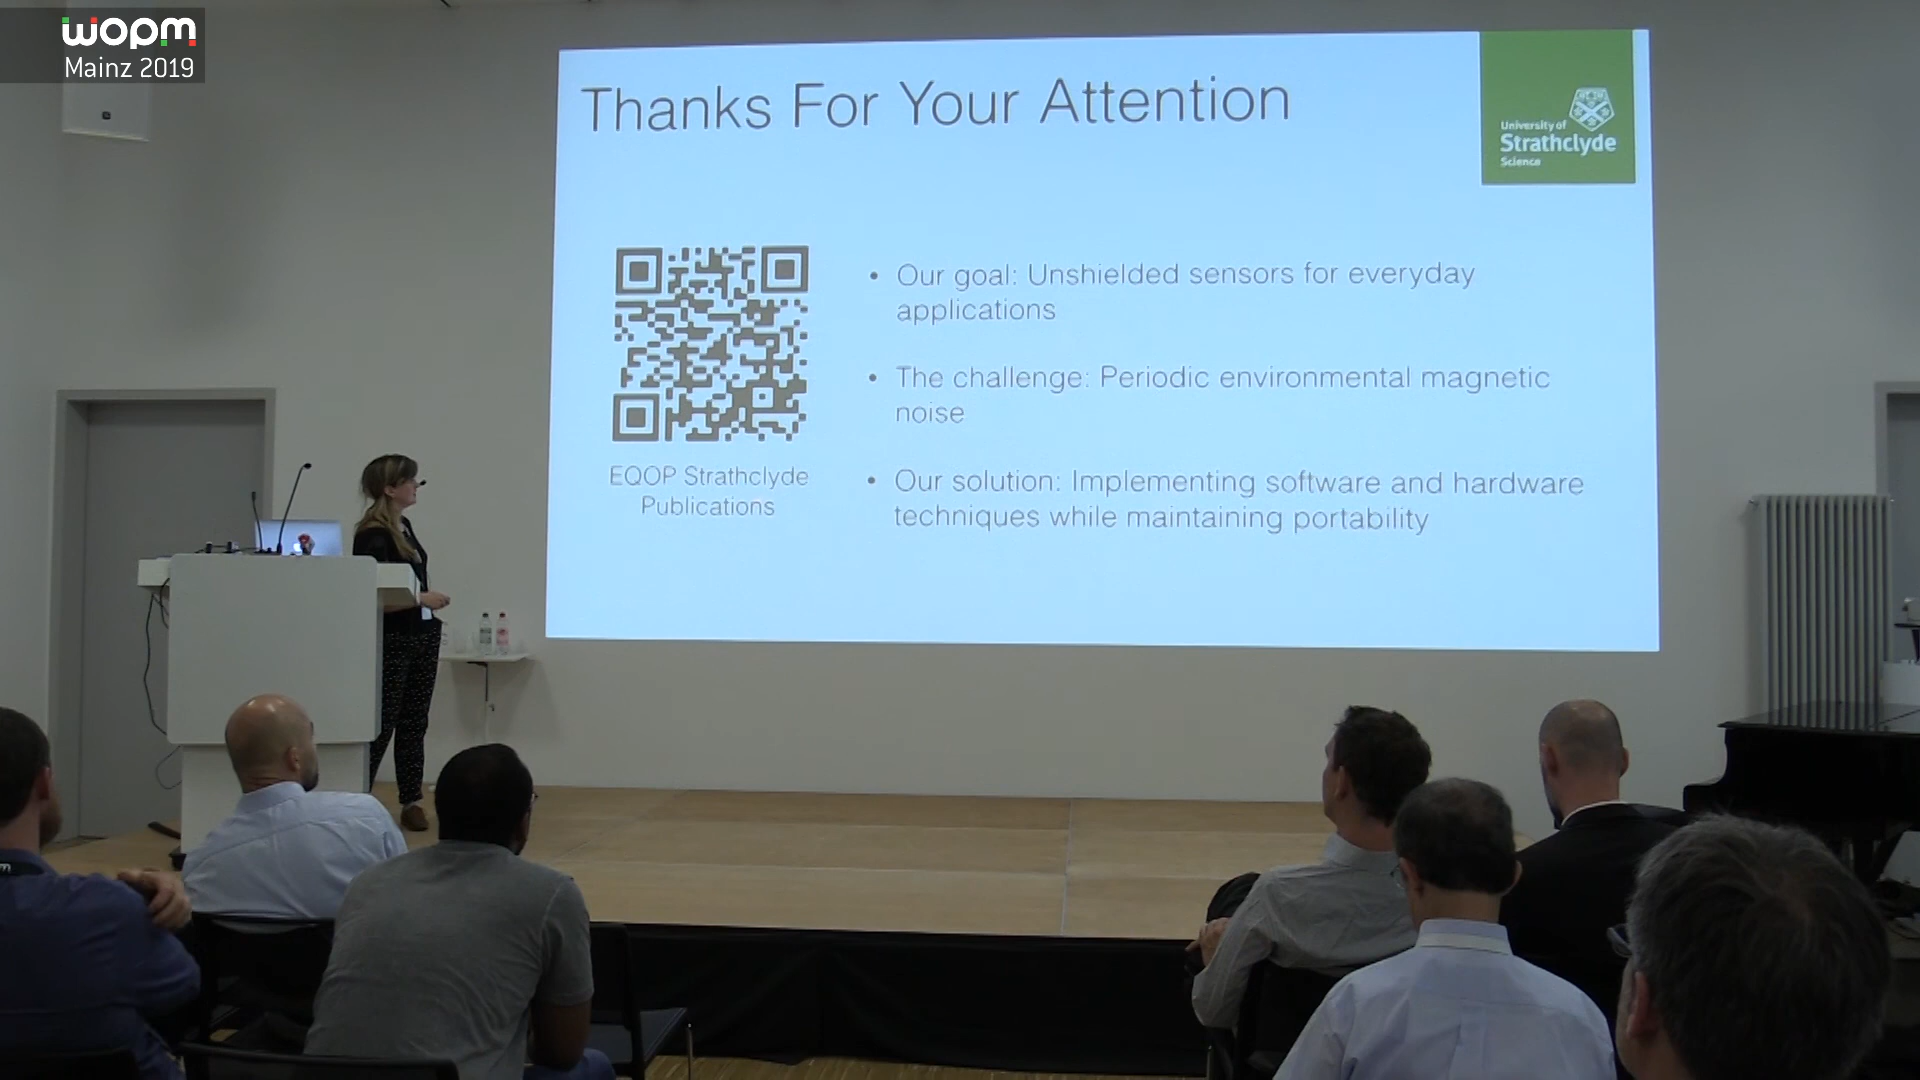 wopm
Mainz 2019
Thanks For Your Attention
University of
Strathclyde
Science
• Our goal: Unshielded sensors for everyday
applications
• The challenge: Periodic environmental magnetic
noise
• Our solution: Implementing software and hardware
techniques while maintaining portability
EQOP Strathclyde
Publications